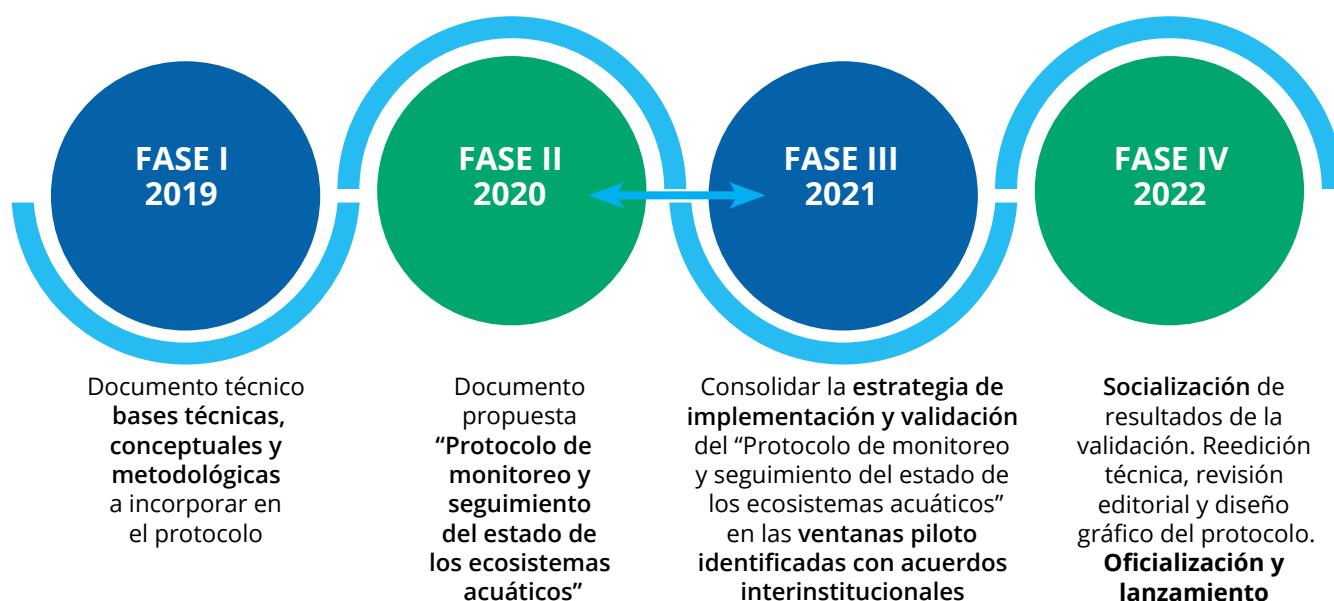 FASE I
2019
Documento técnico
bases técnicas,
conceptuales y
metodológicas
a incorporar en
el protocolo
FASE II
2020
Documento
propuesta
“Protocolo de
monitoreo y
seguimiento
del estado de
los ecosistemas
acuáticos”
FASE III
2021
Consolidar la estrategia de
implementación y validación
del “Protocolo de monitoreo
y seguimiento del estado de
los ecosistemas acuáticos”
en las ventanas piloto
identificadas con acuerdos
interinstitucionales
FASE IV
2022
Socialización de
resultados de la
validación. Reedición
técnica, revisión
editorial y diseño
gráfico del protocolo.
Oficialización y
lanzamiento